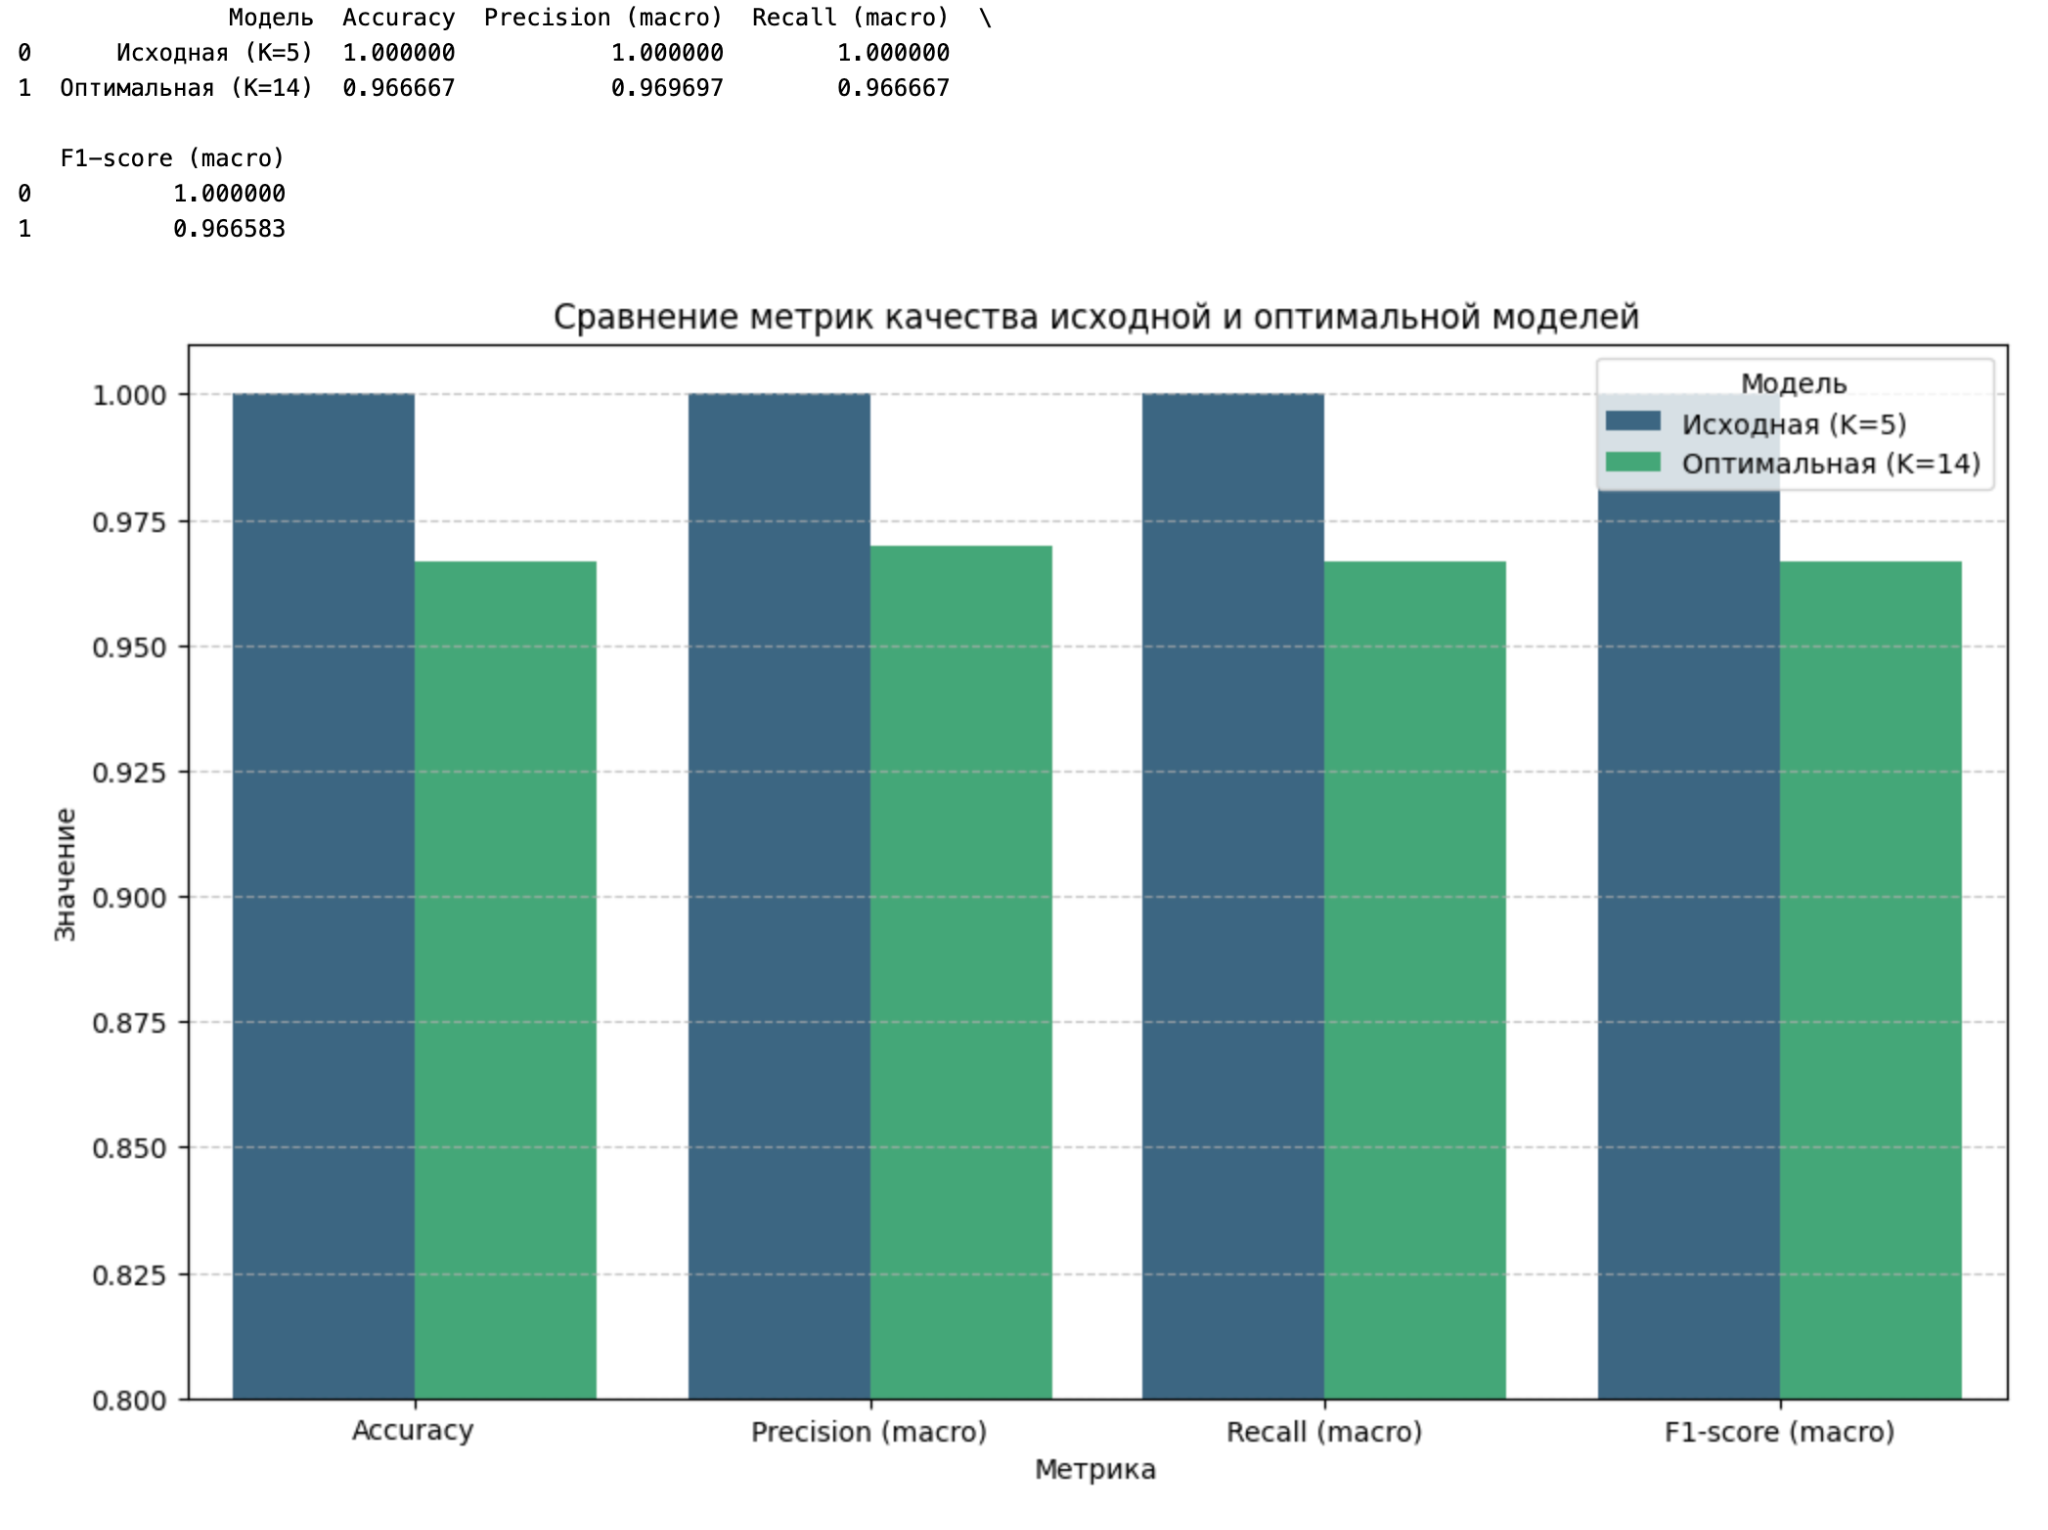 Модель  Accuracy  Precision (macro)  Recall (macro)  \
0  Исходная (K=5)  1.000000  1.000000  1.000000
1  Оптимальная (K=14)  0.966667  0.969697  0.966667
F1-score (macro)
0  1.000000
1  0.966583
Сравнение метрик качества исходной и оптимальной моделей
Модель
Исходная (K=5)
Оптимальная (K=14)
1.000
0.975
0.950
0.925
0.900
0.875
0.850
0.825
0.800
Значение
Accuracy  Precision (macro)  Recall (macro)  F1-score (macro)
Метрика